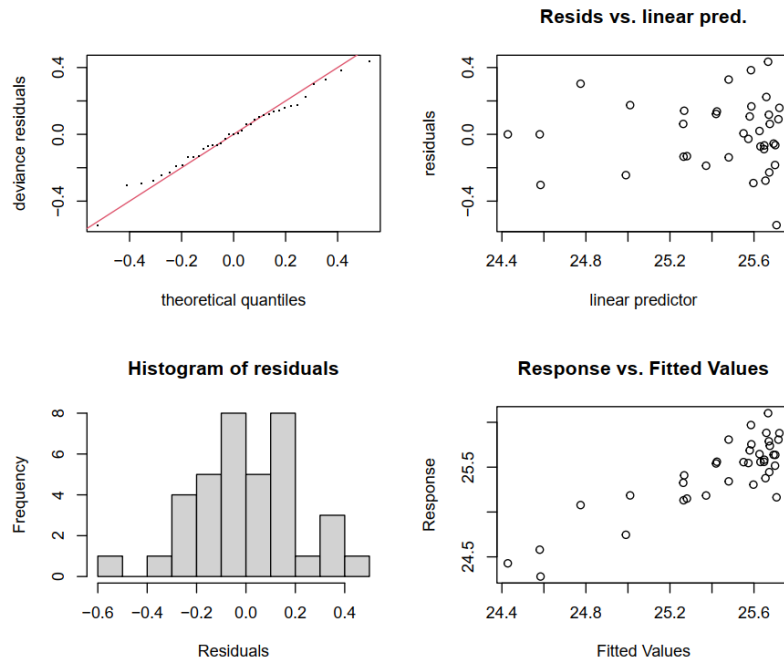 Resids vs. linear pred.
deviance residuals
−0.4 0.0 0.4
−0.4 −0.2 0.0 0.2 0.4
theoretical quantiles
residuals
−0.4 0.0 0.4
24.4 24.8 25.2 25.6
linear predictor
Histogram of residuals
Frequency
0 2 4 6 8
−0.6 −0.4 −0.2 0.0 0.2 0.4
Residuals
Response vs. Fitted Values
Response
24.5 25.5
24.4 24.8 25.2 25.6
Fitted Values